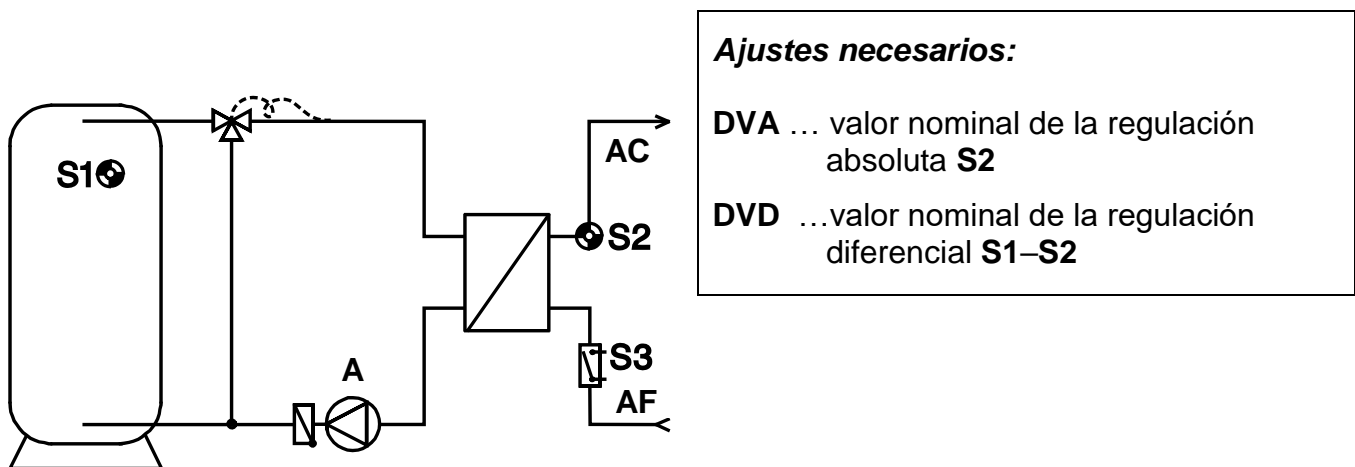 Ajustes necesarios:
DVA … valor nominal de la regulación
absoluta S2
DVD …valor nominal de la regulación
diferencial S1–S2
AC
S1
S2
S3
A
AF